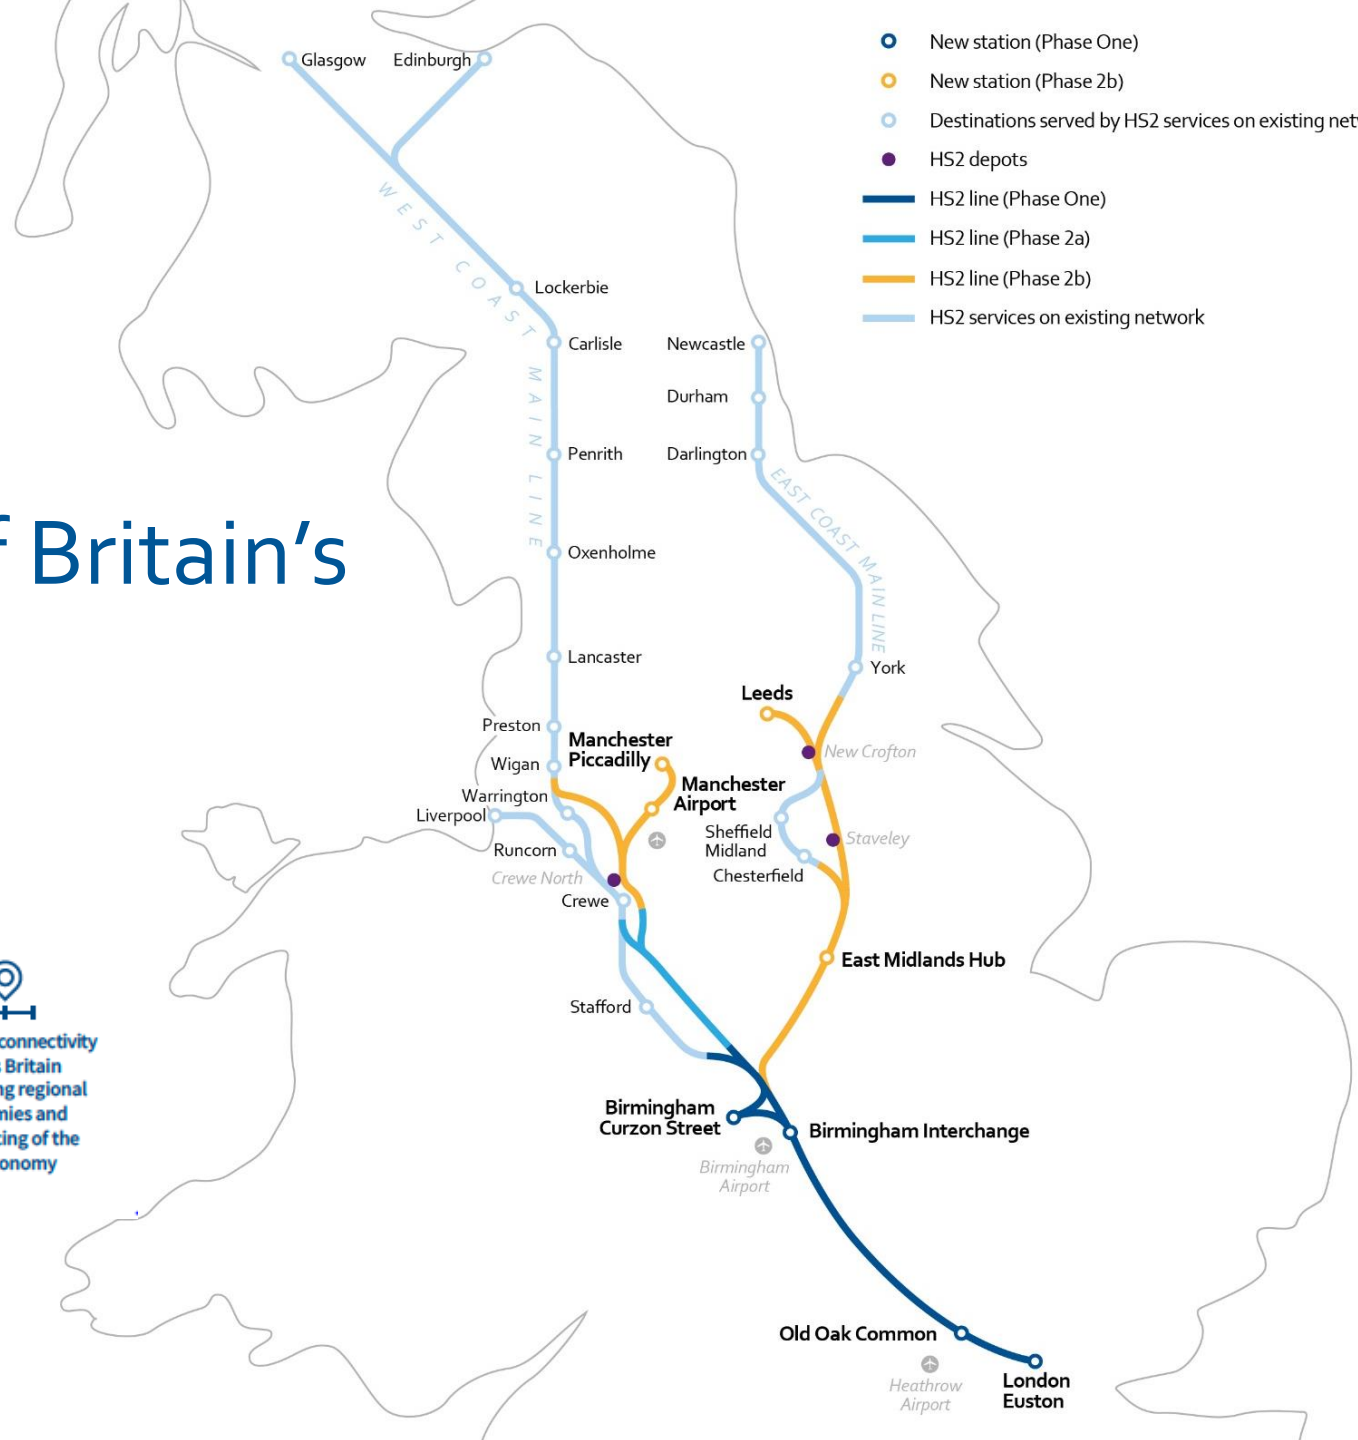 New station (Phase One)
New station (Phase 2b)
Destinations served by HS2 services on existing
HS2 depots
HS2 line (Phase One)
HS2 line (Phase 2a)
HS2 line (Phase 2b)
HS2 services on existing network
Glasgow
Edinburgh
WEST COAST MAIN LINE
Lockerbie
Carlisle
Newcastle
Durham
Penrith
Darlington
EAST COAST MAIN LINE
Britain's
Oxenholme
Lancaster
York
Leeds
Preston
Manchester
Piccadilly
New Crofton
Wigan
Manchester
Airport
Warrington
Liverpool
Sheffield
Midland
Staveley
Runcorn
Chesterfield
Crewe North
Crewe
East Midlands Hub
Stafford
connectivity
Britain
regional
and
of the
Birmingham
Curzon Street
Birmingham Interchange
Birmingham
Airport
Old Oak Common
Heathrow
Airport
London
Euston